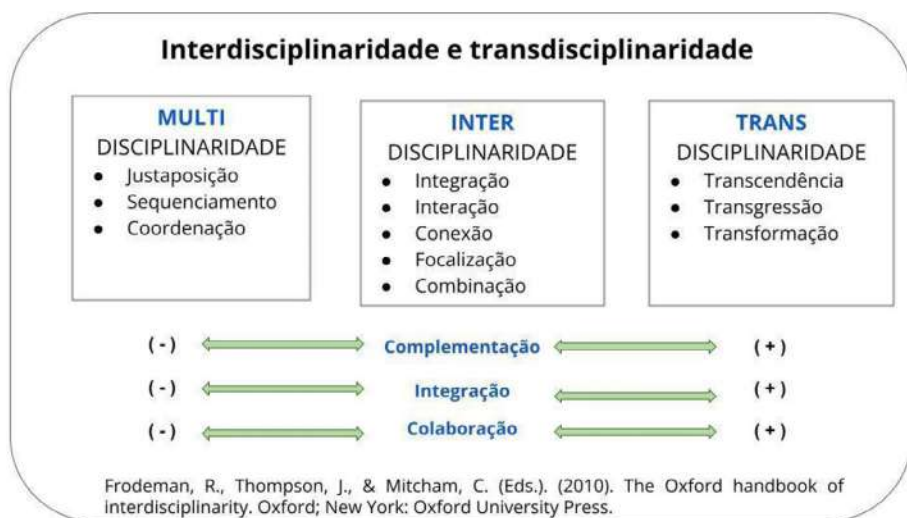 Interdisciplinaridade e transdisciplinaridade
MULTI
DISCIPLINARIDADE
● Justaposição
● Sequenciamento
● Coordenação
INTER
DISCIPLINARIDADE
● Integração
● Interação
● Conexão
● Focalização
● Combinação
TRANS
DISCIPLINARIDADE
● Transcendência
● Transgressão
● Transformação
( - ) Complementação ( + )
( - ) Integração ( + )
( - ) Colaboração ( + )
Frodeman, R., Thompson, J., & Mitcham, C. (Eds.). (2010). The Oxford handbook of
interdisciplinarity. Oxford; New York: Oxford University Press.